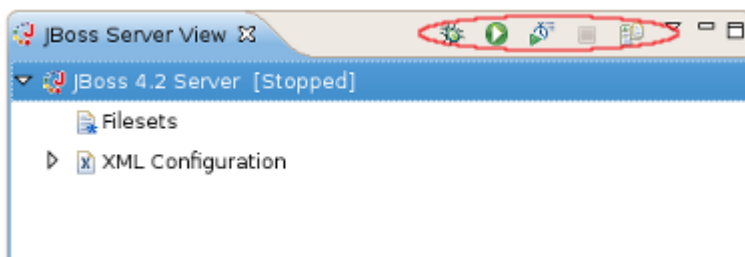 JBoss Server View
JBoss 4.2 Server [Stopped]
Filesets
XML Configuration